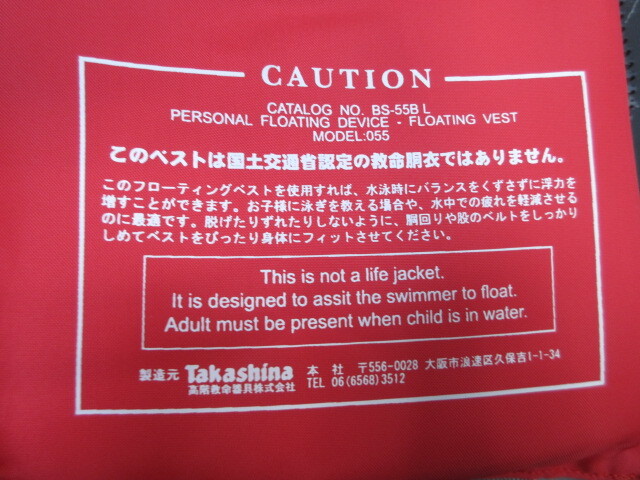 CAUTION
CATALOG NO. BS-55B L
PERSONAL FLOATING DEVICE - FLOATING VEST
MODEL:055
このベストは国土交通省認定の救命胴衣ではありません。
このフローティングベストを使用すれば、水泳時にバランスをくずさずに浮力を
増すことができます。お子様に泳ぎを教える場合や、水中での疲れを軽減させる
のに最適です。脱げたりずれたりしないように、胴回りや股のベルトをしっかり
しめてベストをぴったり身体にフィットさせてください。
This is not a life jacket.
It is designed to assit the swimmer to float.
Adult must be present when child is in water.
製造元 Takashina 本 社 〒556-0028 大阪市浪速区久保吉1-1-34
高階救命器具株式会社 TEL 06(6568)3512